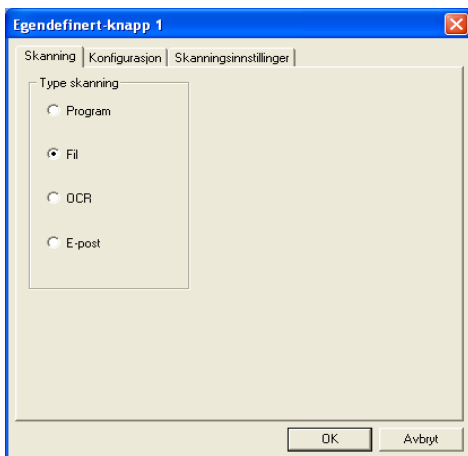 Egendefinert-knapp 1
Skanning Konfigurasjon Skanningsinnstillinger
Type skanning
Program
Fil
OCR
E-post
OK Avbryt